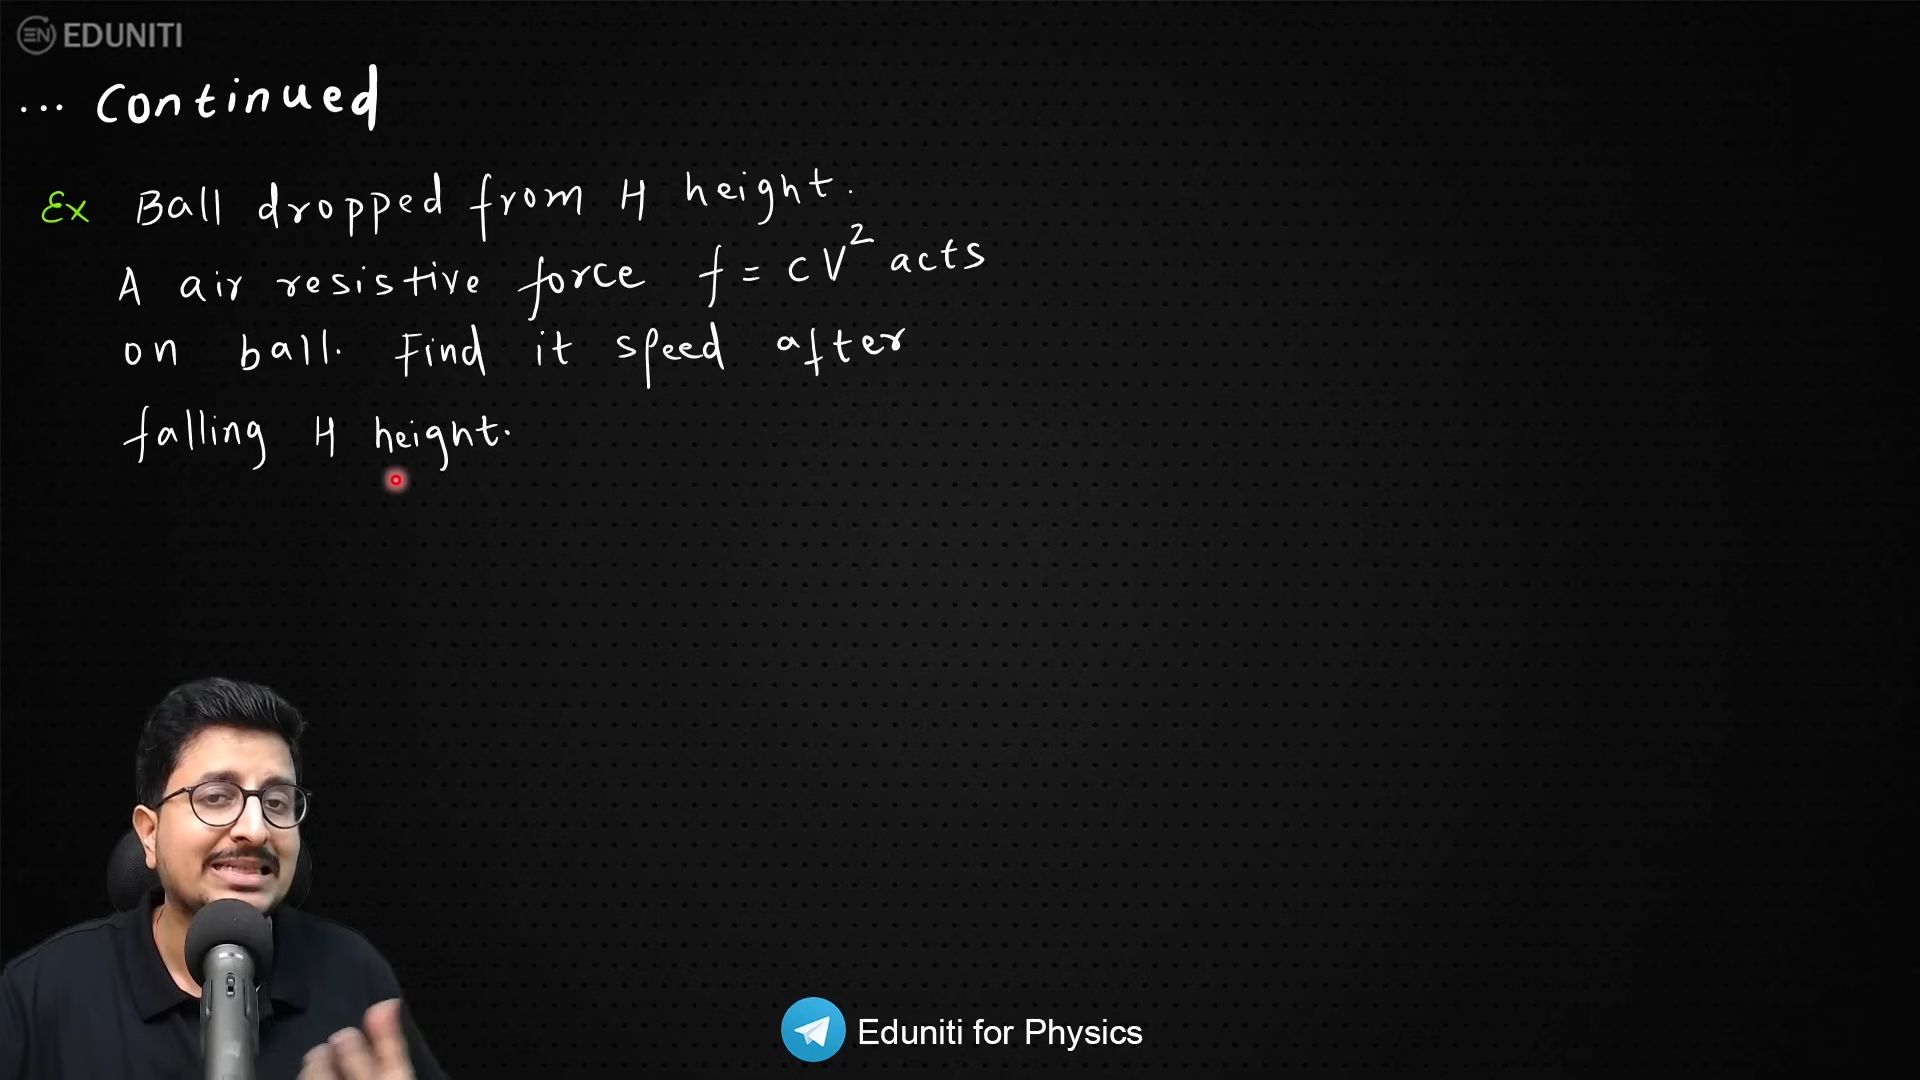 EN EDUNITI
... Continued
Ex Ball dropped from H height.
A air resistive force f = cV² acts
on ball. Find it speed after
falling H height.
Eduniti for Physics